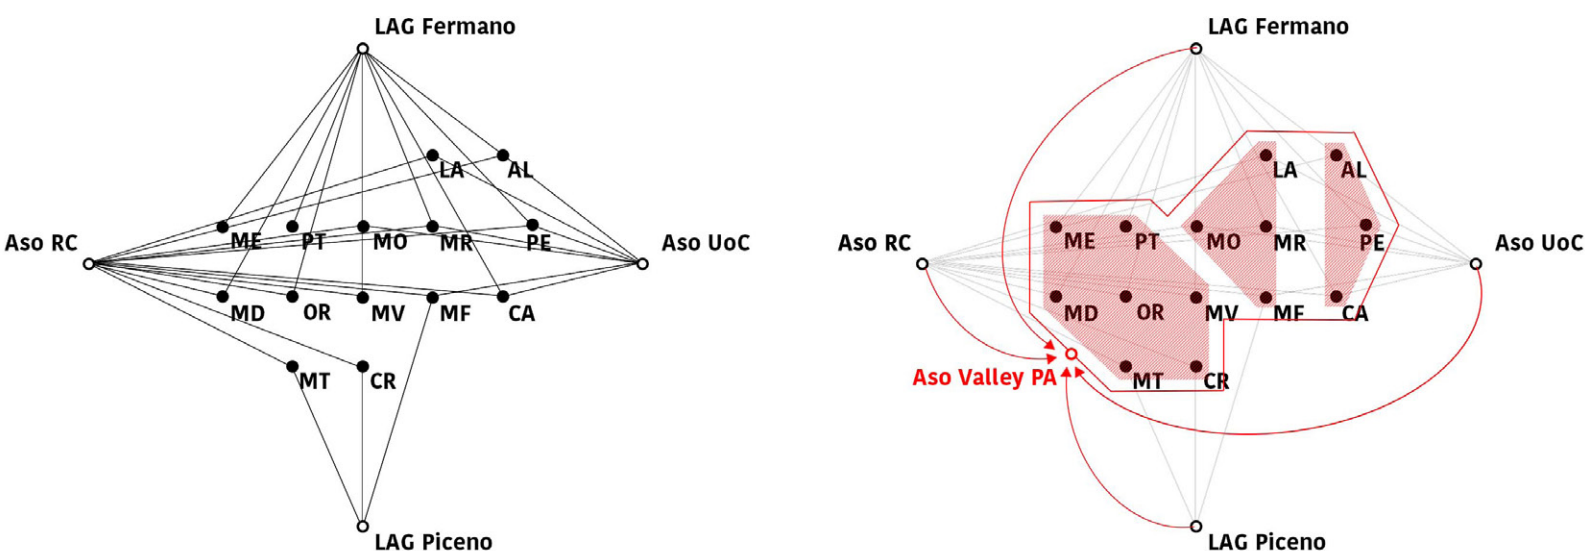 LAG Fermano
LA
AL
Aso RC
ME
PT
MO
MR
PE
Aso UoC
MD
OR
MV
MF
CA
MT
CR
LAG Piceno
LAG Fermano
LA
AL
Aso RC
ME
PT
MO
MR
PE
Aso UoC
MD
OR
MV
MF
CA
Aso Valley PA
MT
CR
LAG Piceno